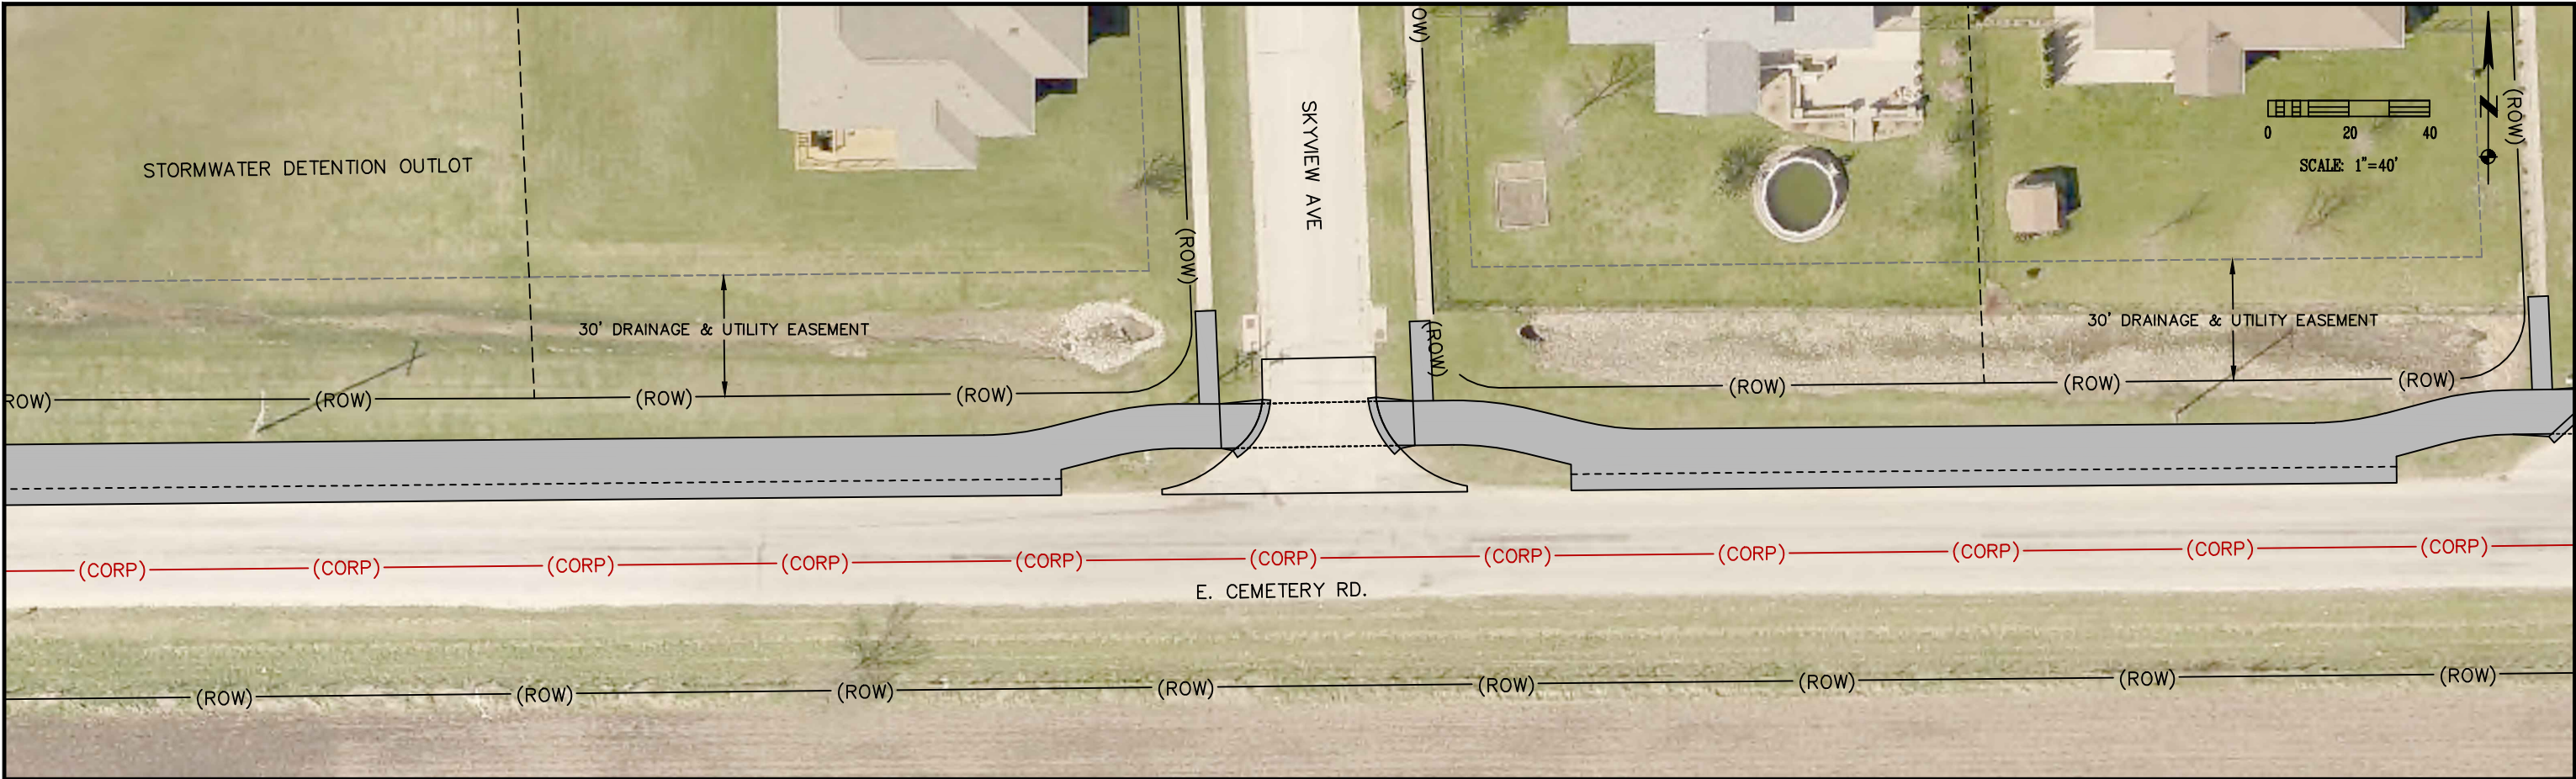 OW)
(ROW)
SKYVIEW AVE
STORMWATER DETENTION OUTLOT
N
0 20 40
SCALE: 1"=40'
(ROW)
30' DRAINAGE & UTILITY EASEMENT
(ROW)
30' DRAINAGE & UTILITY EASEMENT
ROW) (ROW) (ROW) (ROW) (ROW) (ROW) (ROW)
(CORP) (CORP) (CORP) (CORP) (CORP) (CORP) (CORP) (CORP) (CORP) (CORP) (CORP)
E. CEMETERY RD.
(ROW) (ROW) (ROW) (ROW) (ROW) (ROW) (ROW) (ROW)